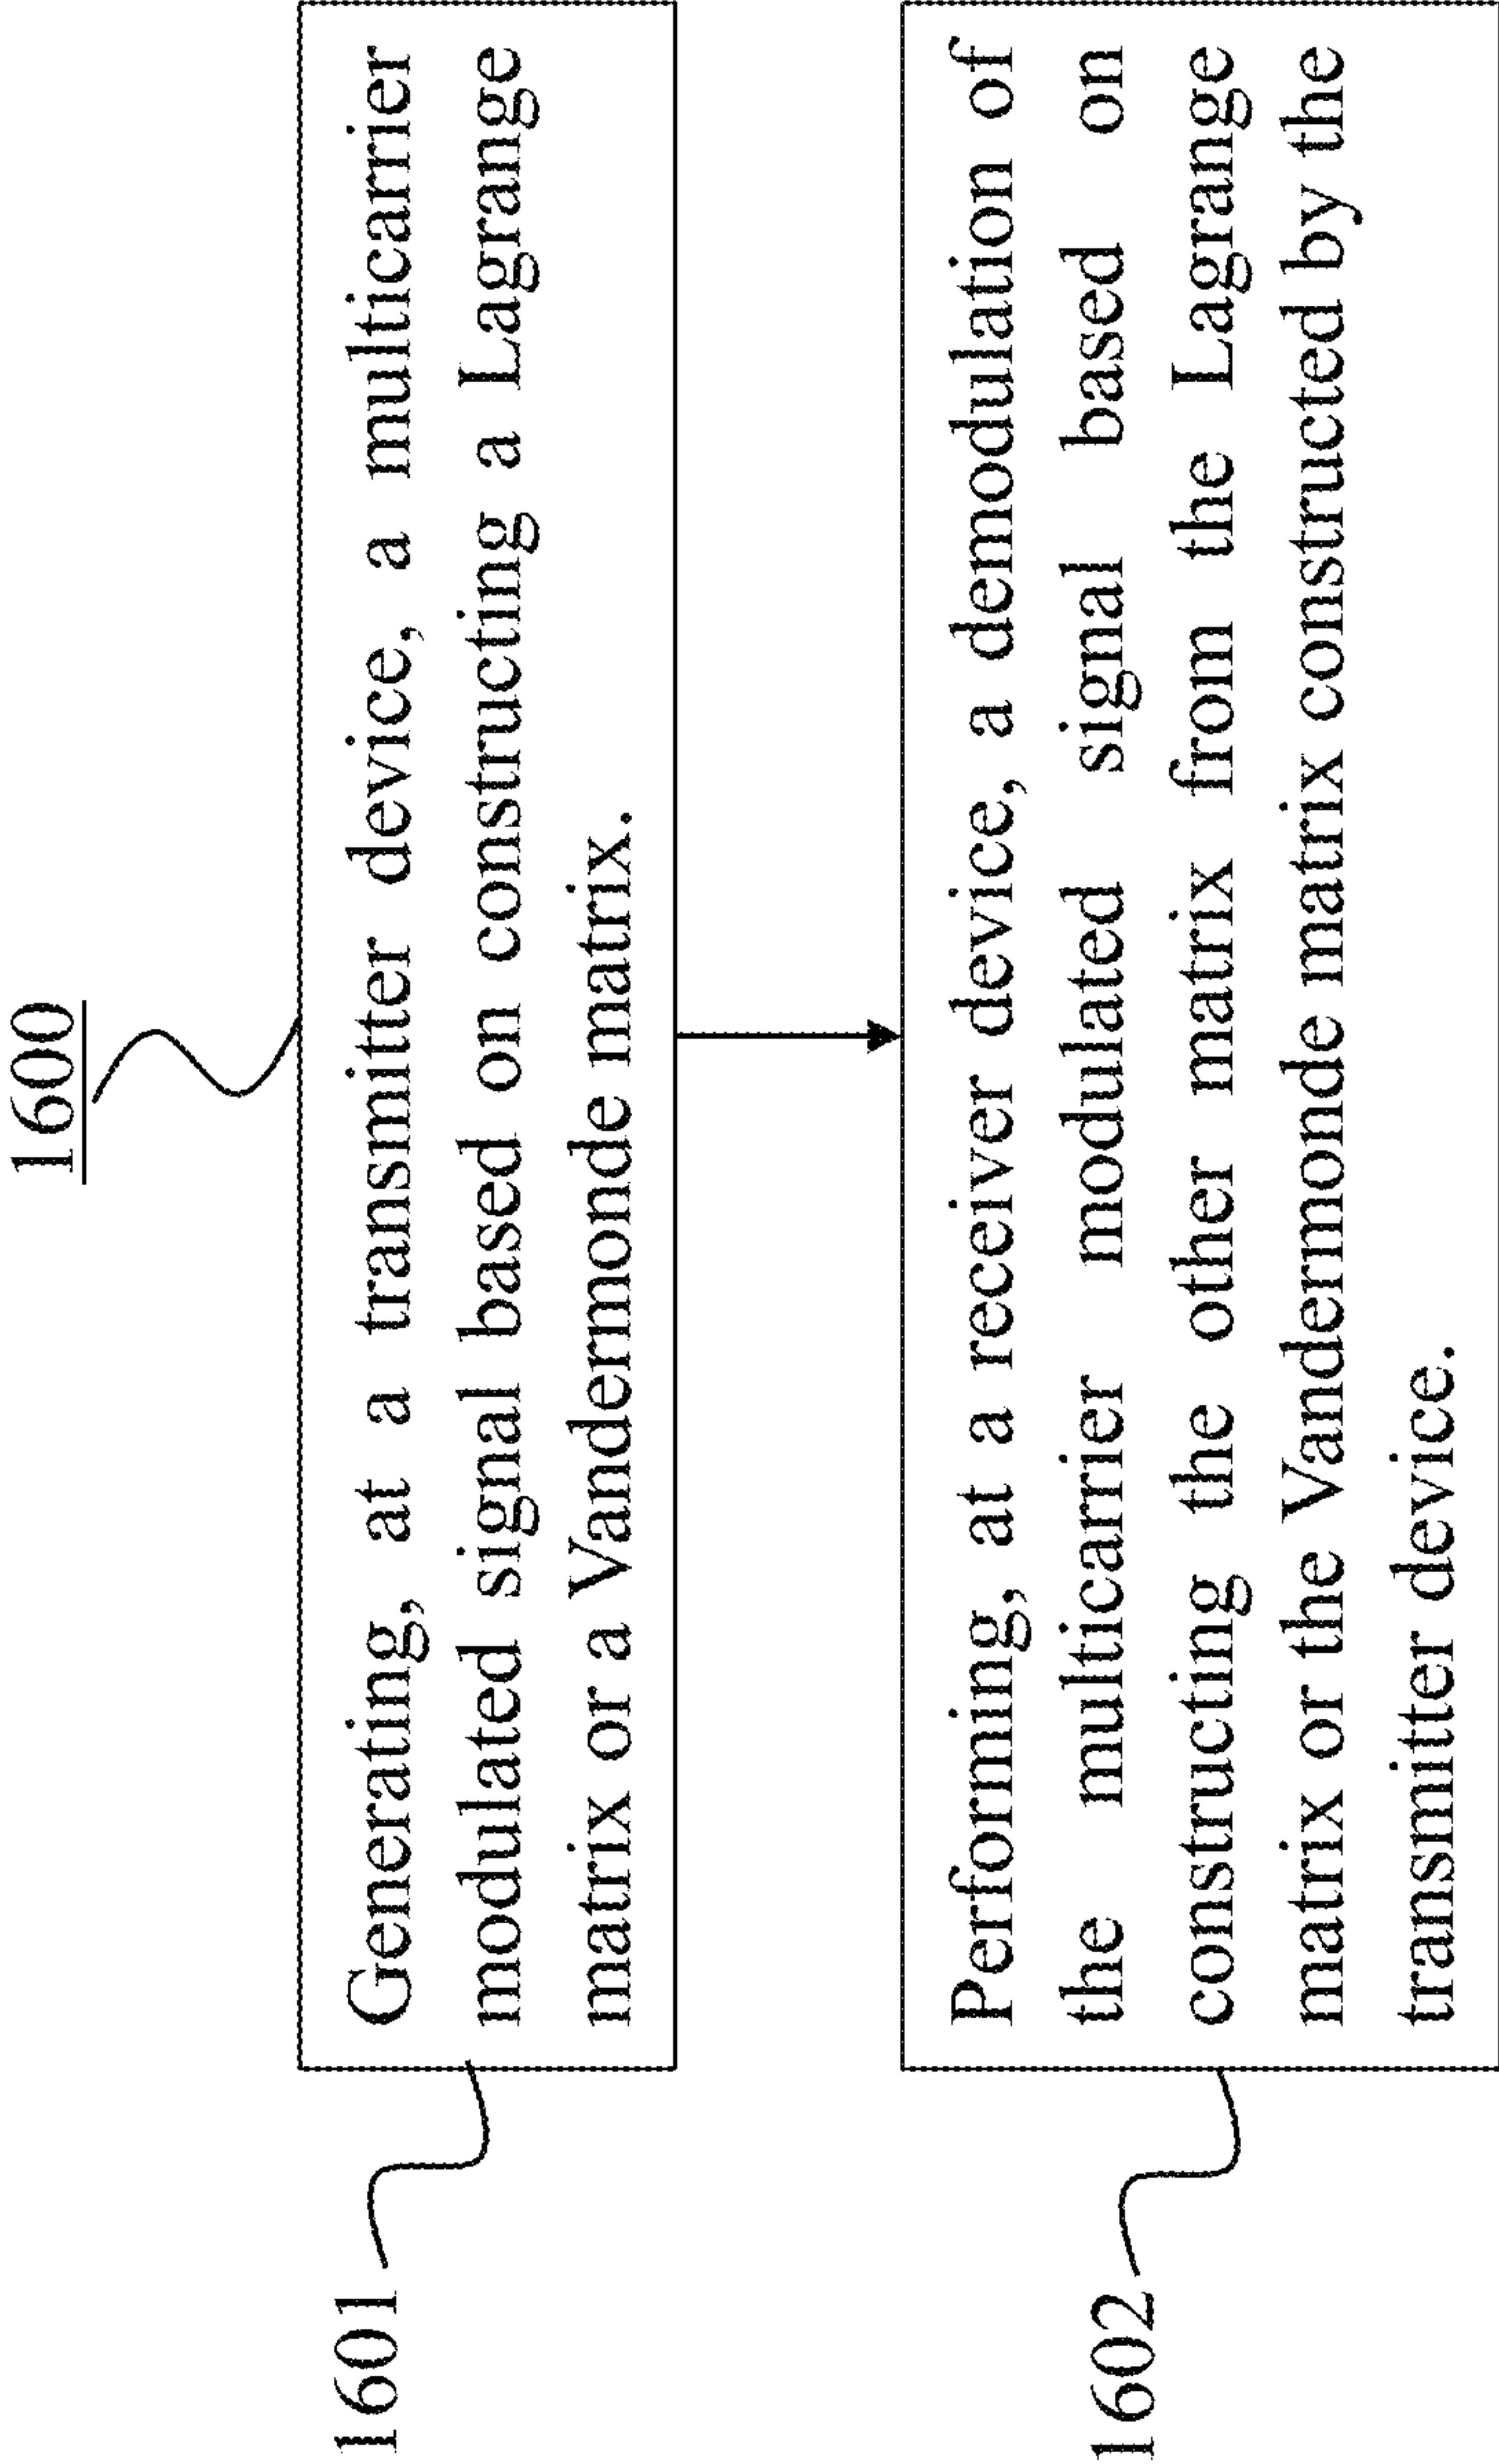 1600
1601
Generating, at a transmitter device, a multicarrier
modulated signal based on constructing a Lagrange
matrix or a Vandermonde matrix.
1602
Performing, at a receiver device, a demodulation of
the multicarrier modulated signal based on
constructing the other matrix from the Lagrange
matrix or the Vandermonde matrix constructed by the
transmitter device.